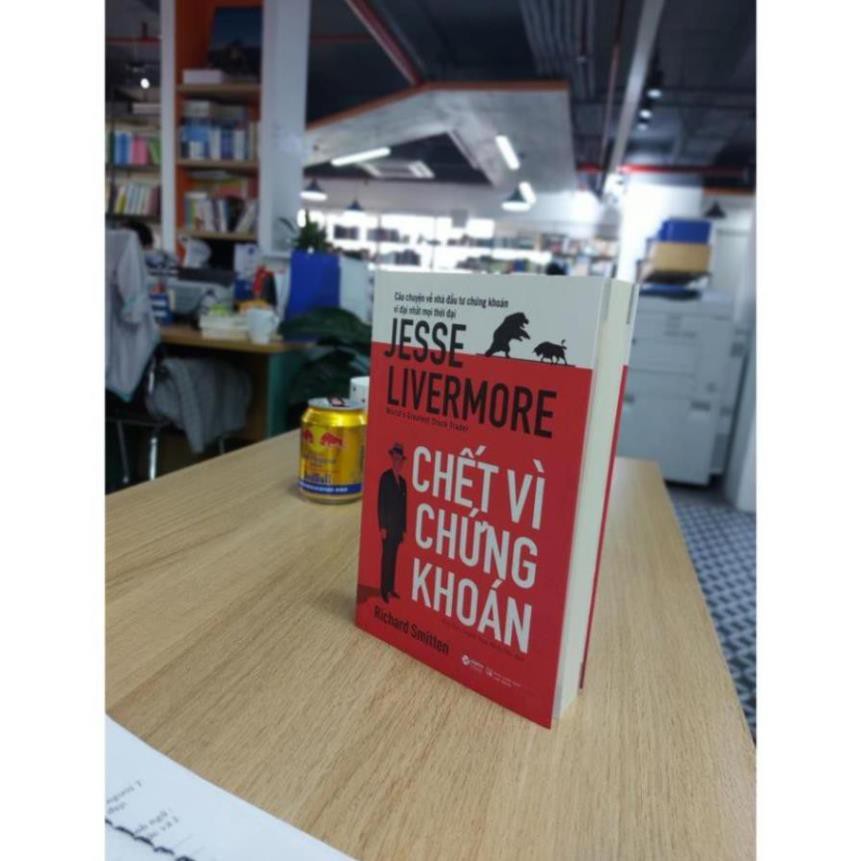 Câu chuyện về nhà đầu tư chứng khoán
vĩ đại nhất mọi thời đại
JESSE
LIVERMORE
World's Greatest Stock Trader
CHẾT VÌ
CHỨNG
KHOÁN
Richard Smitten
RedBull